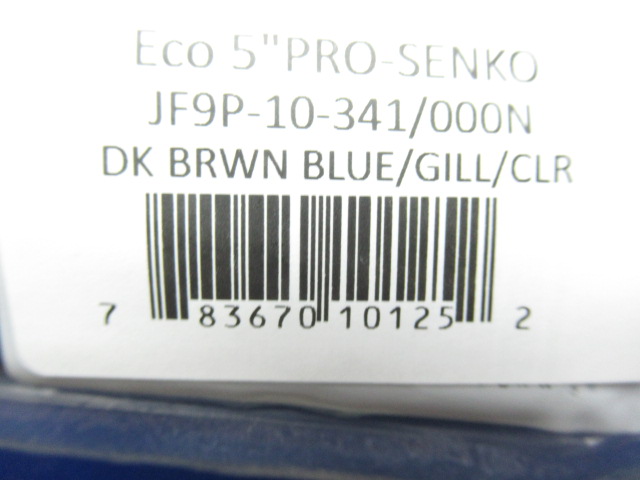 Eco 5"PRO-SENKO
JF9P-10-341/000N
DK BRWN BLUE/GILL/CLR
7 83670 10125 2